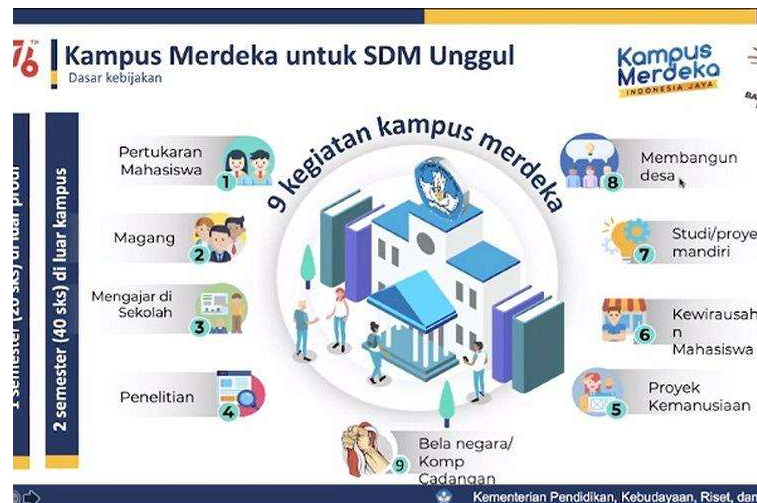 76
Kampus Merdeka untuk SDM Unggul
Dasar kebijakan
Kampus
Merdeka
INDONESIA JAYA
BA
1 semester (20 sks) di luar prodi
2 semester (40 sks) di luar kampus
9 kegiatan kampus merdeka
Pertukaran
Mahasiswa
1
Magang
2
Mengajar di
Sekolah
3
Penelitian
4
Membangun
desa
8
Studi/proye
mandiri
7
Kewirausah
n
Mahasiswa
6
Proyek
Kemanusiaan
5
Bela negara/
Komp
Cadangan
9
Kementerian Pendidikan, Kebudayaan, Riset, dan